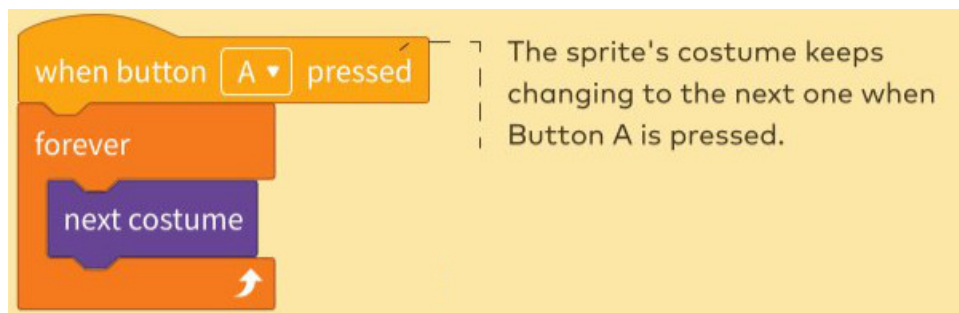 when button A pressed
forever
next costume
The sprite's costume keeps
changing to the next one when
Button A is pressed.